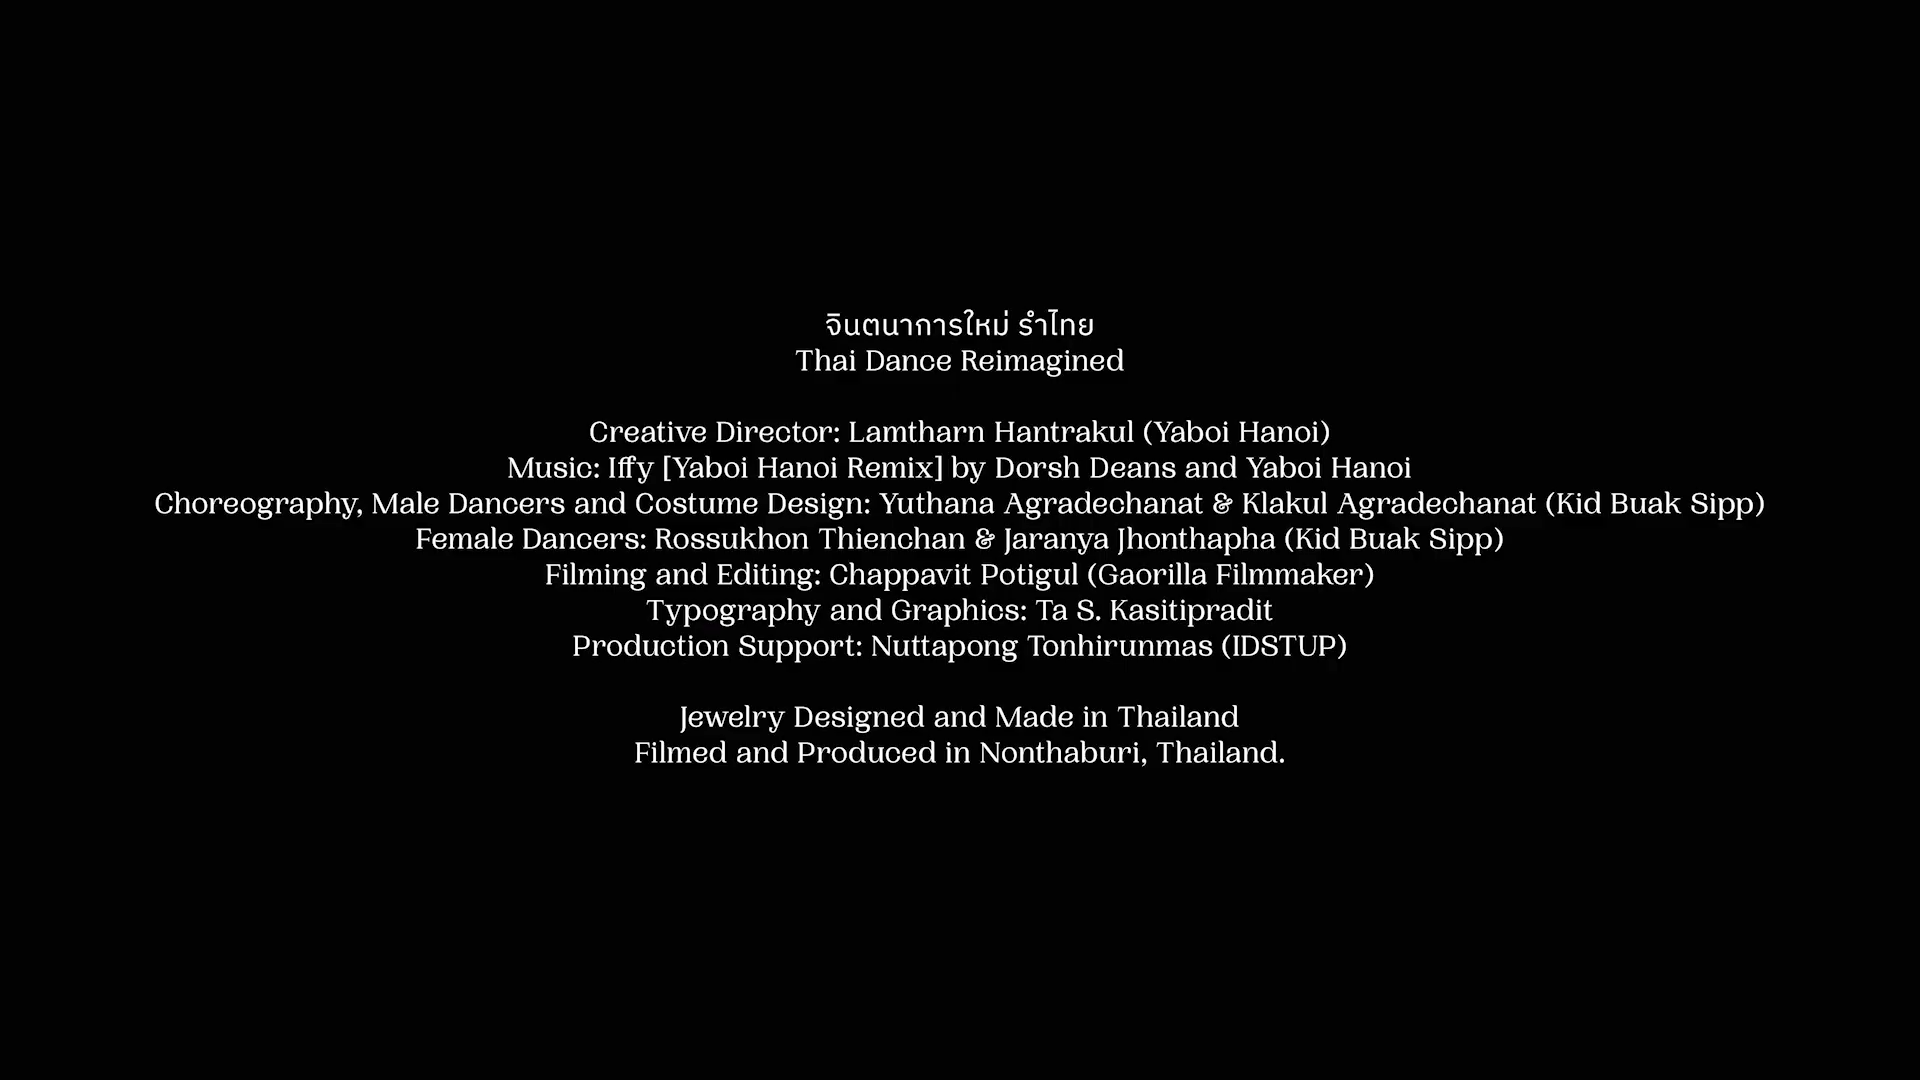 จินตนาการใหม่ รำไทย
Thai Dance Reimagined
Creative Director: Lamtharn Hantrakul (Yaboi Hanoi)
Music: Iffy [Yaboi Hanoi Remix] by Dorsh Deans and Yaboi Hanoi
Choreography, Male Dancers and Costume Design: Yuthana Agradechanat & Klakul Agradechanat (Kid Buak Sipp)
Female Dancers: Rossukhon Thienchan & Jaranya Jhonthapha (Kid Buak Sipp)
Filming and Editing: Chappavit Potigul (Gaorilla Filmmaker)
Typography and Graphics: Ta S. Kasitipradit
Production Support: Nuttapong Tonhirunmas (IDSTUP)
Jewelry Designed and Made in Thailand
Filmed and Produced in Nonthaburi, Thailand.